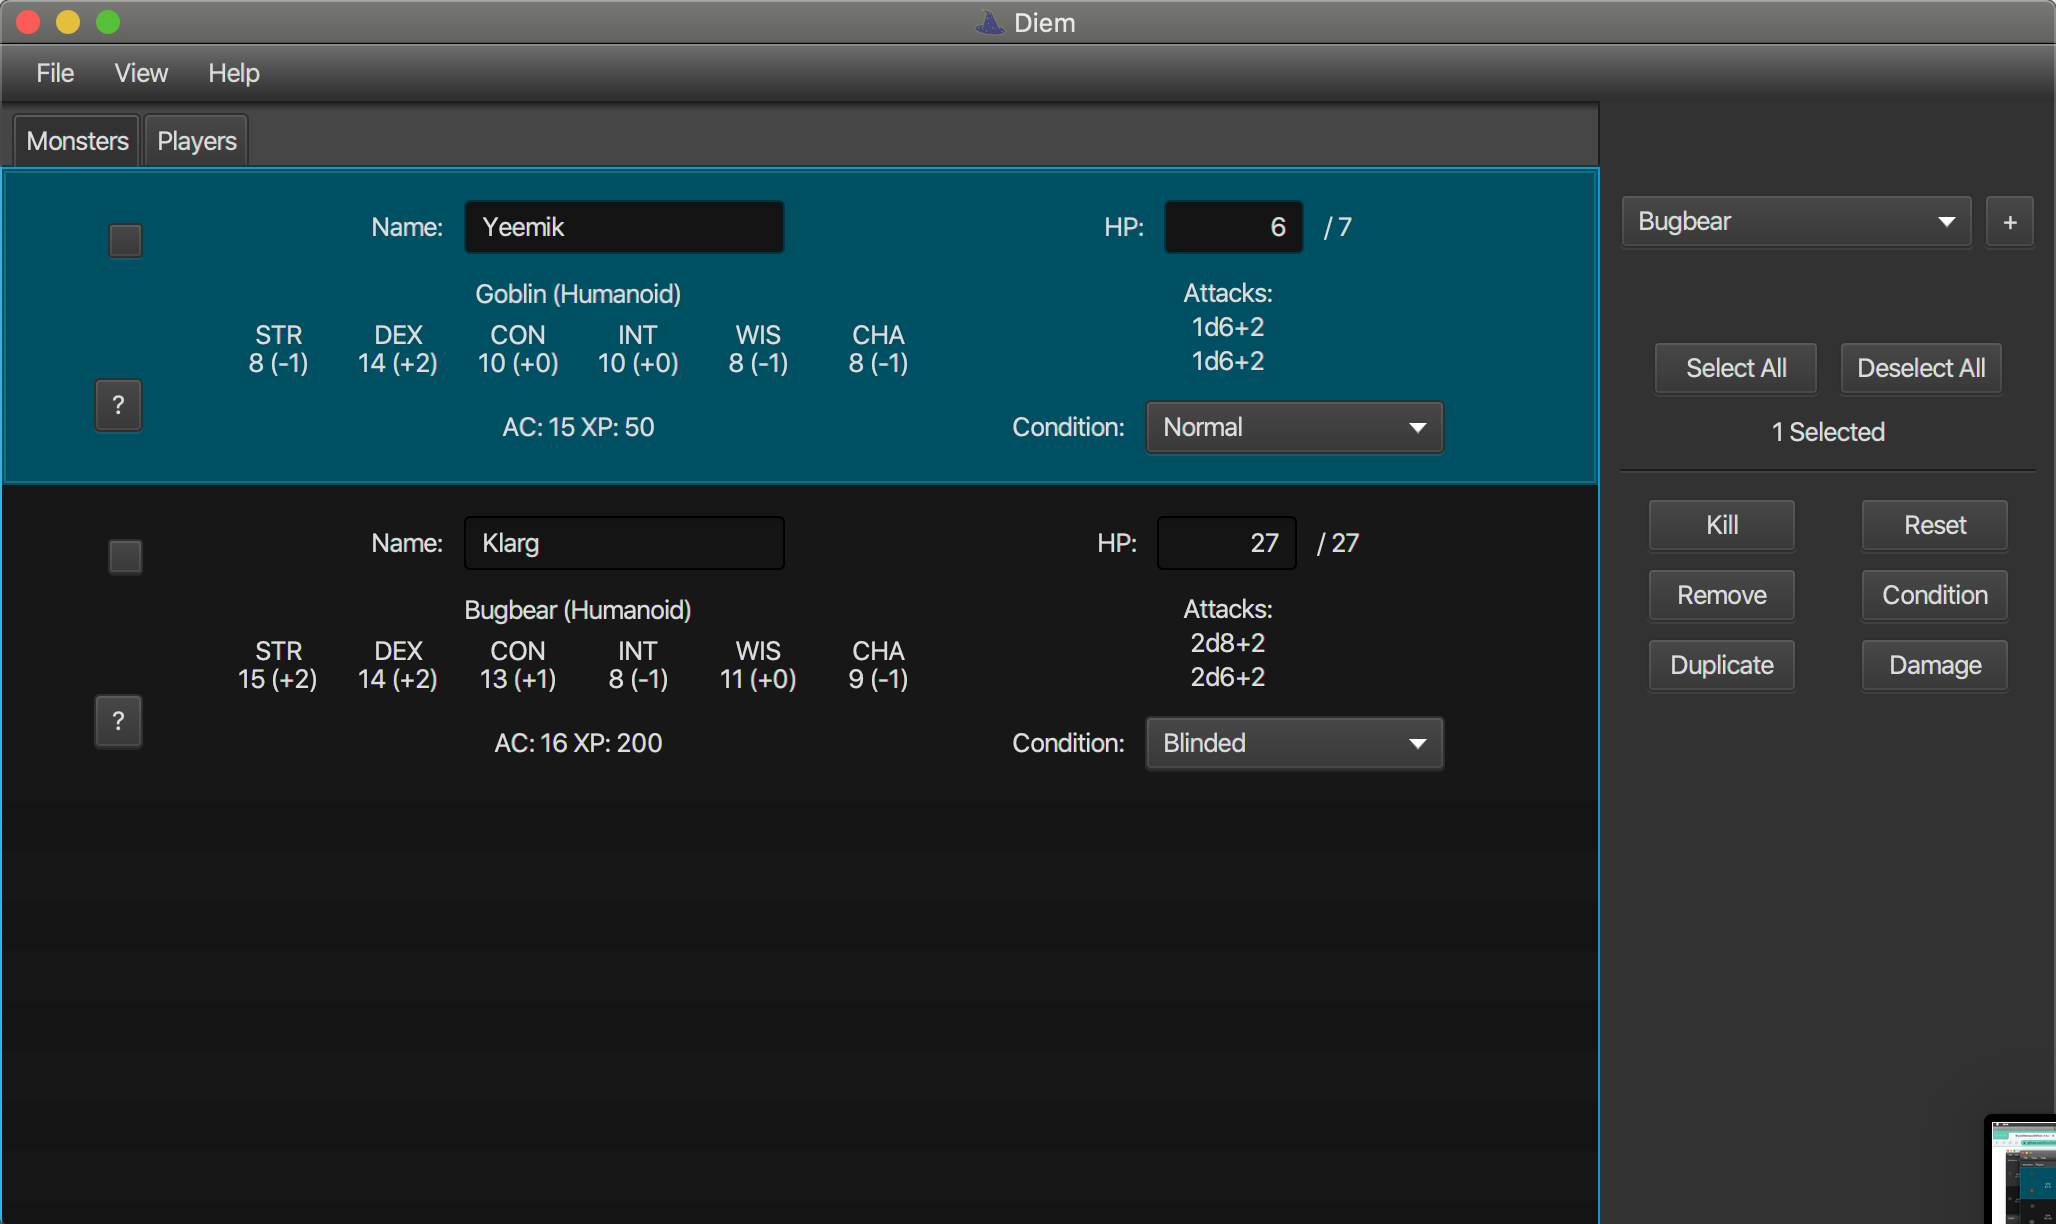 Diem
File View Help
Monsters Players
Name: Yeemik HP: 6 / 7
Goblin (Humanoid) Attacks:
STR DEX CON INT WIS CHA 1d6+2
8 (-1) 14 (+2) 10 (+0) 10 (+0) 8 (-1) 8 (-1) 1d6+2
?
AC: 15 XP: 50 Condition: Normal
Name: Klarg HP: 27 / 27
Bugbear (Humanoid) Attacks:
STR DEX CON INT WIS CHA 2d8+2
15 (+2) 14 (+2) 13 (+1) 8 (-1) 11 (+0) 9 (-1) 2d6+2
?
AC: 16 XP: 200 Condition: Blinded
Bugbear +
Select All Deselect All
1 Selected
Kill Reset
Remove Condition
Duplicate Damage